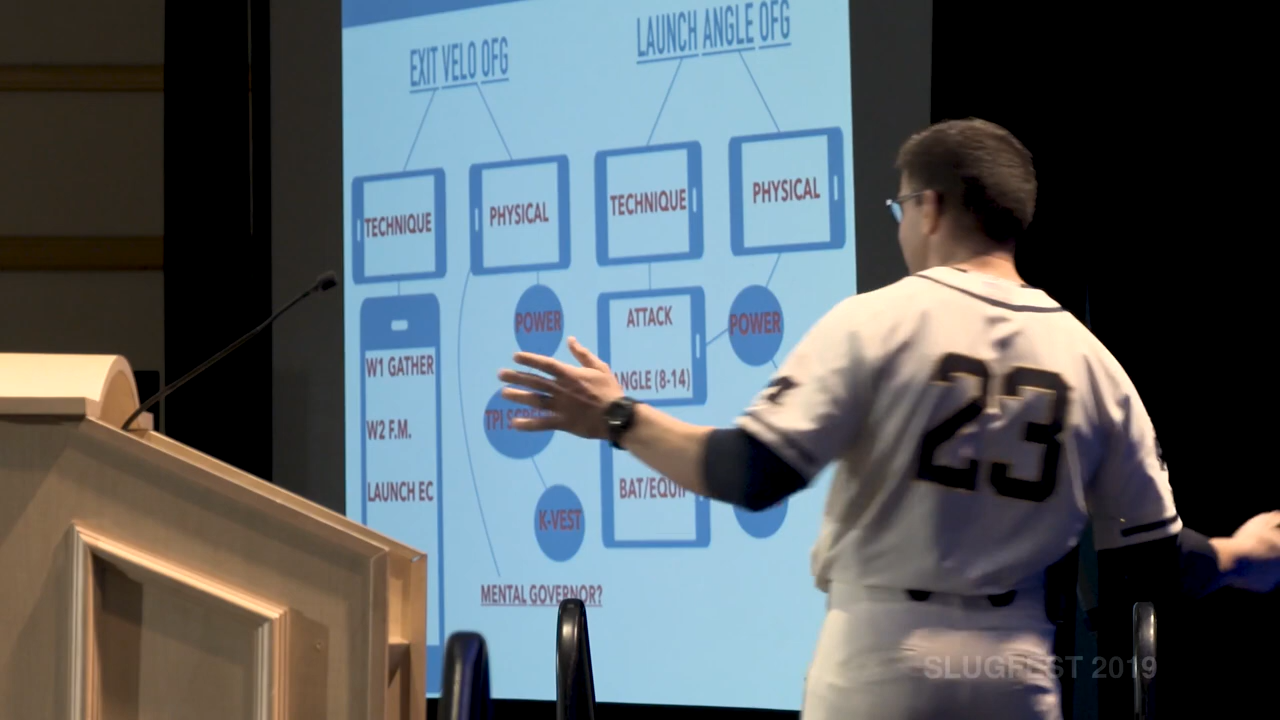 EXIT VELO OFG
LAUNCH ANGLE OFG
TECHNIQUE
PHYSICAL
TECHNIQUE
PHYSICAL
W1 GATHER
W2 F.M.
LAUNCH EC
POWER
TPI
K-VEST
MENTAL GOVERNOR?
ATTACK
ANGLE (8-14)
BAT/EQUIP
POWER
23
SLUGFEST 2019